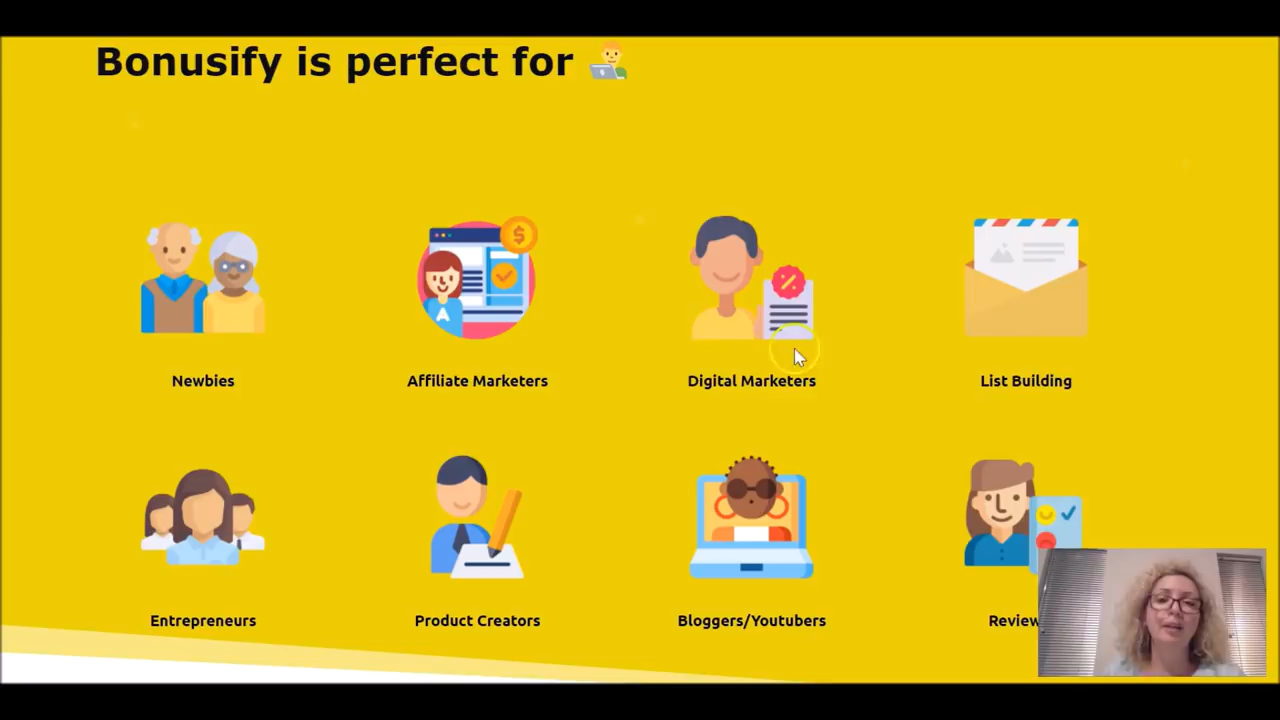 Bonusify is perfect for
Newbies
Affiliate Marketers
Digital Marketers
List Building
Entrepreneurs
Product Creators
Bloggers/Youtubers